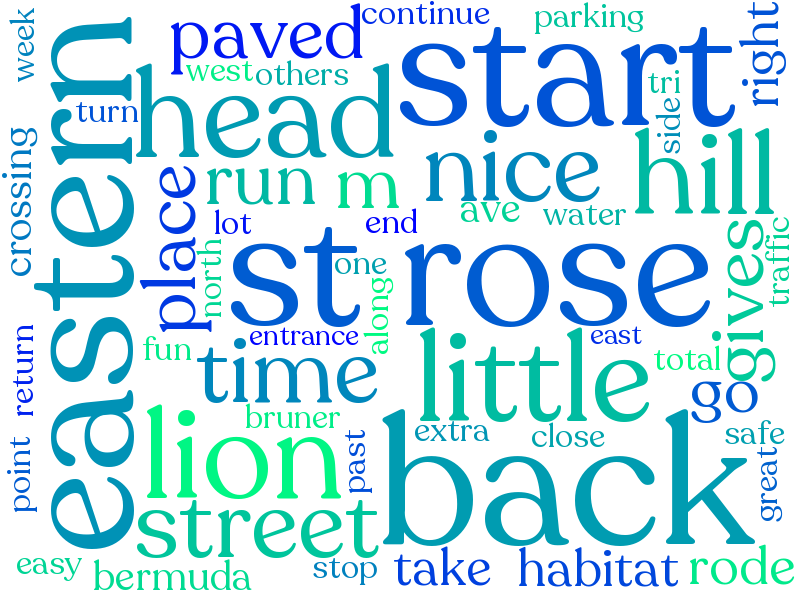 week
continue
parking
right
paved
west
others
start
tri
side
eastern
turn
head
nice
hill
crossing
run
m
ave
water
place
lot
end
north
st rose
one
along
gives
traffic
return
entrance
east
fun
time
little
total
go
bruner
extra
close
safe
point
lion
past
back
great
street
easy
bermuda
stop
take
habitat
rode